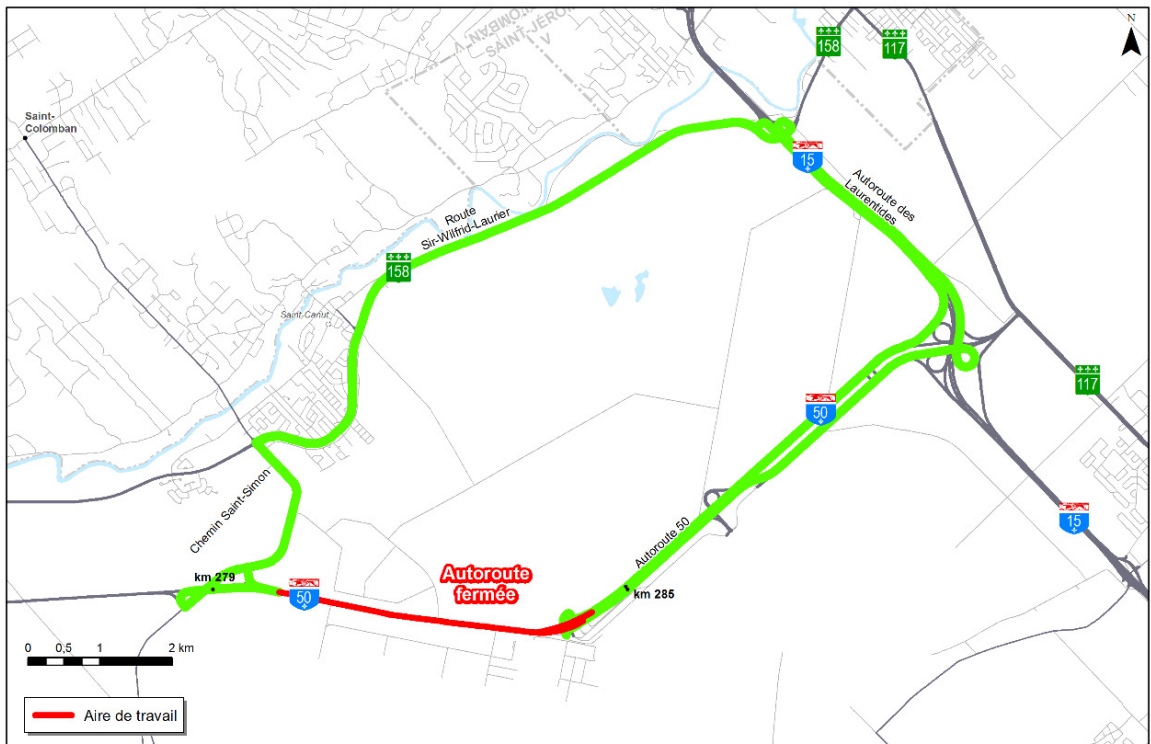 MIRABEL-V
SAINT-JÉRÔME
V
158
117
N
Saint-
Colomban
15
Autoroute des
Laurentides
Route
Sir-Wilfrid-Laurier
158
Saint-Canut
117
50
Chemin Saint-Simon
15
Autoroute 50
km 279
Autoroute
fermée
50
km 285
0 0,5 1 2 km
Aire de travail